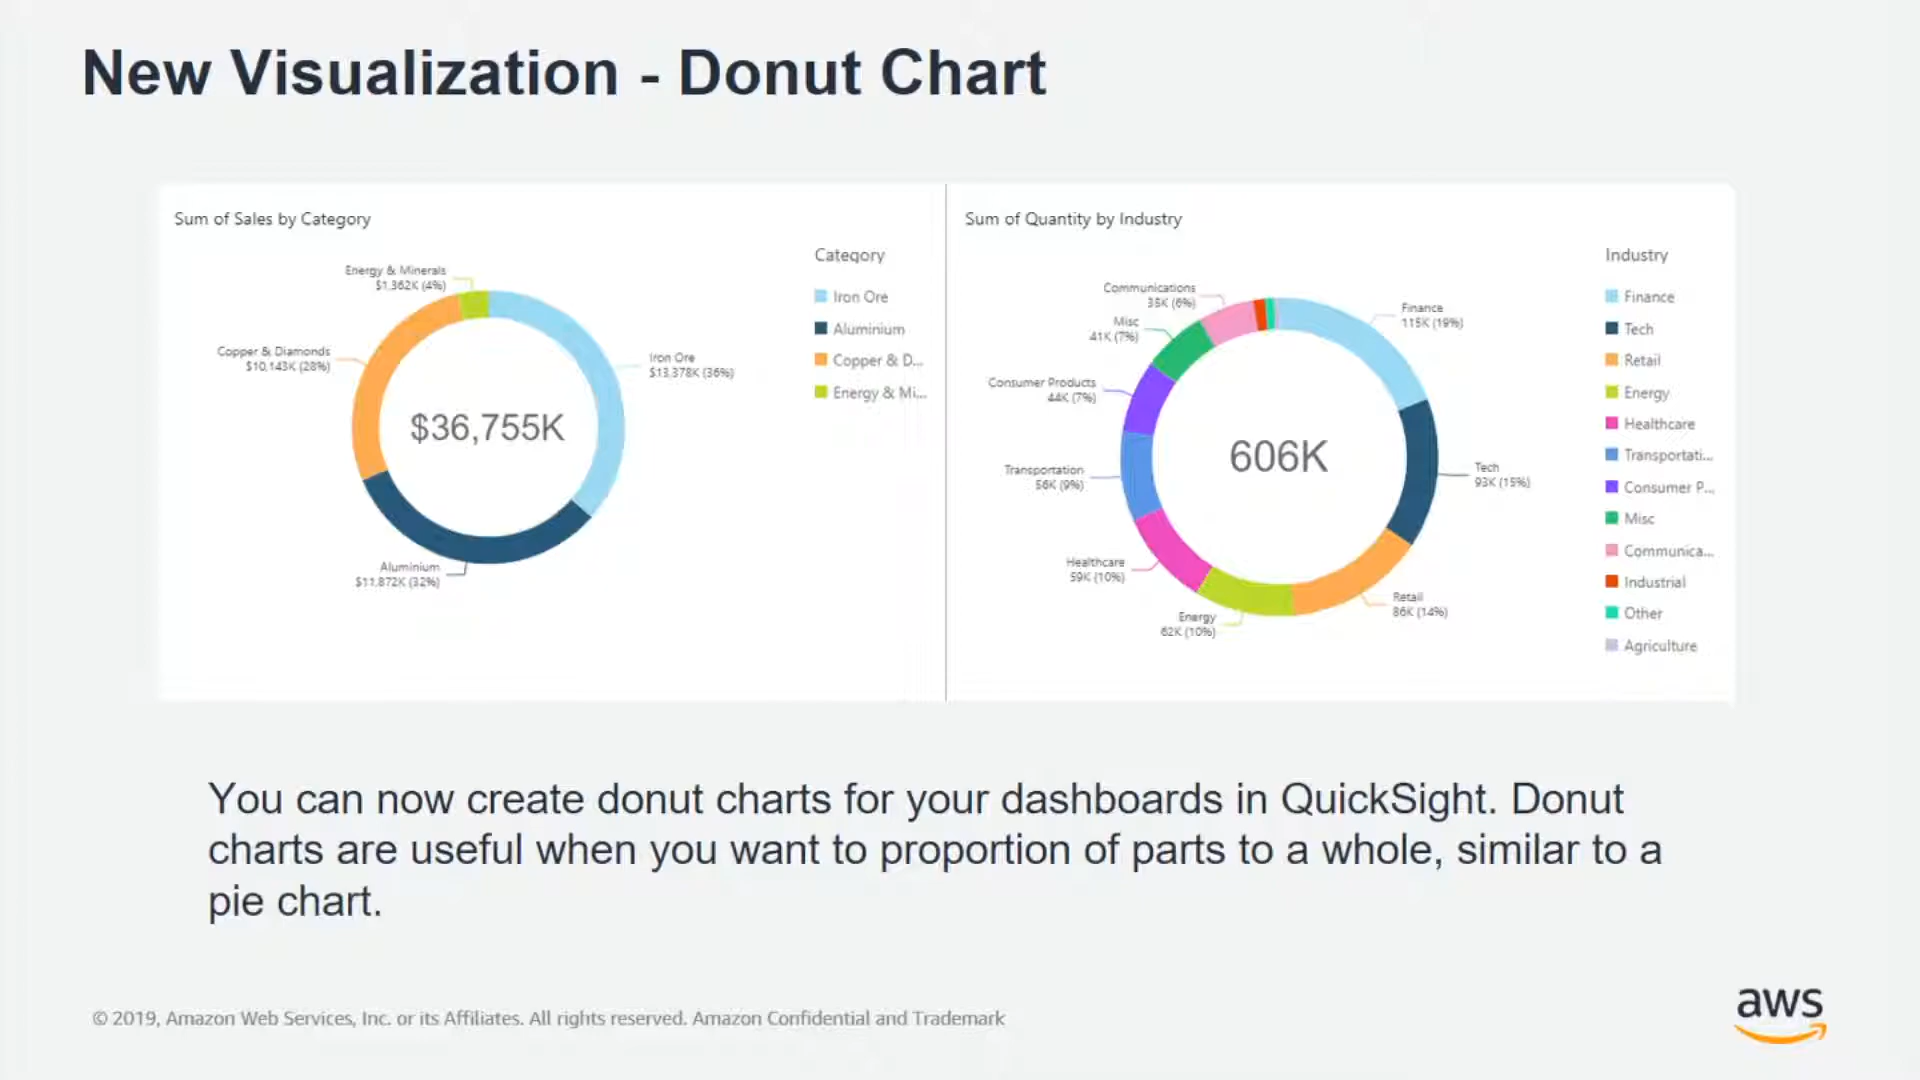 New Visualization - Donut Chart
Sum of Sales by Category
Category
Iron Ore
Aluminium
Copper & D...
Energy & Mi...
Energy & Minerals
$1,362K (4%)
Copper & Diamonds
$10,143K (28%)
Iron Ore
$13,378K (36%)
$36,755K
Aluminium
$11,872K (32%)
Sum of Quantity by Industry
Industry
Finance
Tech
Retail
Energy
Healthcare
Transportati...
Consumer P...
Misc
Communica...
Industrial
Other
Agriculture
Communications
35K (6%)
Finance
115K (19%)
Misc
41K (7%)
Consumer Products
44K (7%)
606K
Transportation
56K (9%)
Tech
93K (15%)
Healthcare
59K (10%)
Retail
86K (14%)
Energy
62K (10%)
You can now create donut charts for your dashboards in QuickSight. Donut
charts are useful when you want to proportion of parts to a whole, similar to a
pie chart.
© 2019, Amazon Web Services, Inc. or its Affiliates. All rights reserved. Amazon Confidential and Trademark
aws